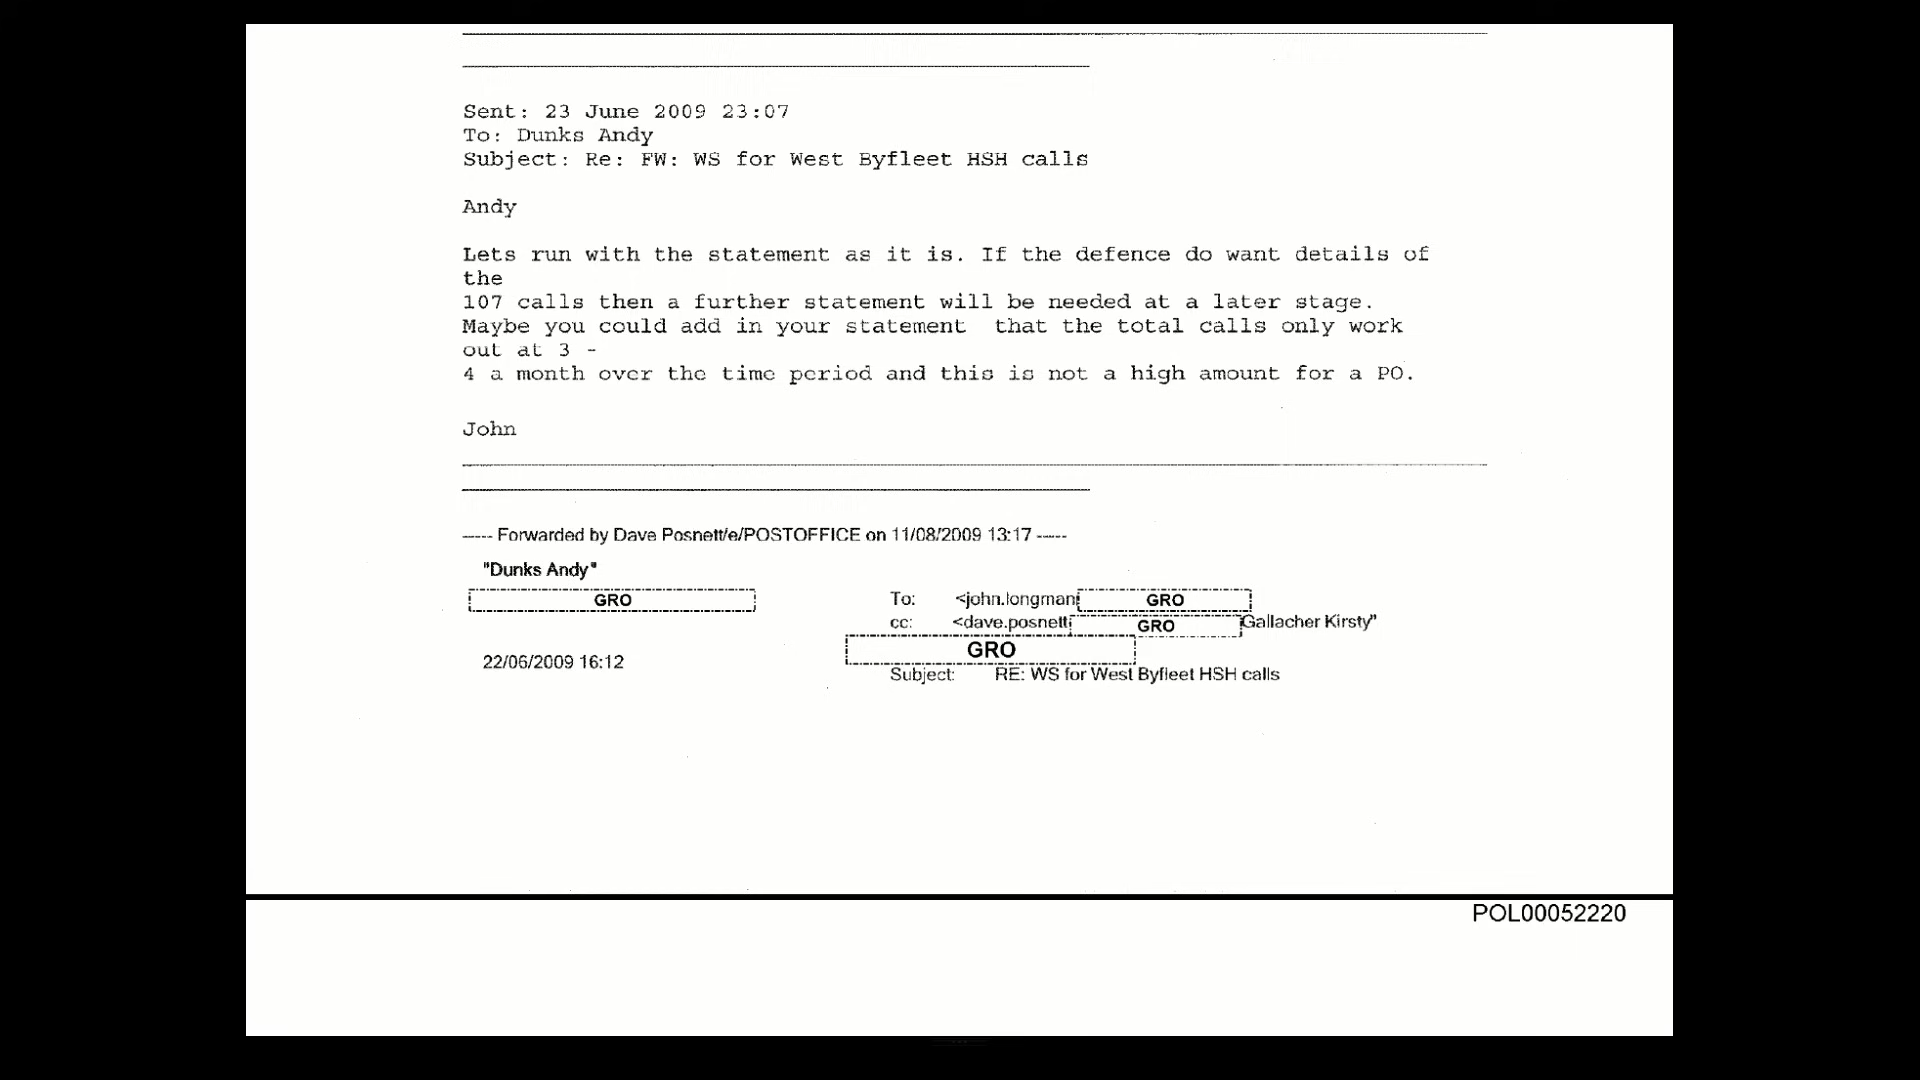 Sent: 23 June 2009 23:07
To: Dunks Andy
Subject: Re: FW: WS for West Byfleet HSH calls
Andy
Lets run with the statement as it is. If the defence do want details of
the
107 calls then a further statement will be needed at a later stage.
Maybe you could add in your statement that the total calls only work
out at 3 -
4 a month over the time period and this is not a high amount for a PO.
John
----- Forwarded by Dave Posnett/e/POSTOFFICE on 11/08/2009 13:17 -----
"Dunks Andy"
GRO
To: <john.longman GRO
cc: <dave.posnett GRO Gallacher Kirsty"
GRO
22/06/2009 16:12
Subject: RE: WS for West Byfleet HSH calls
POL00052220